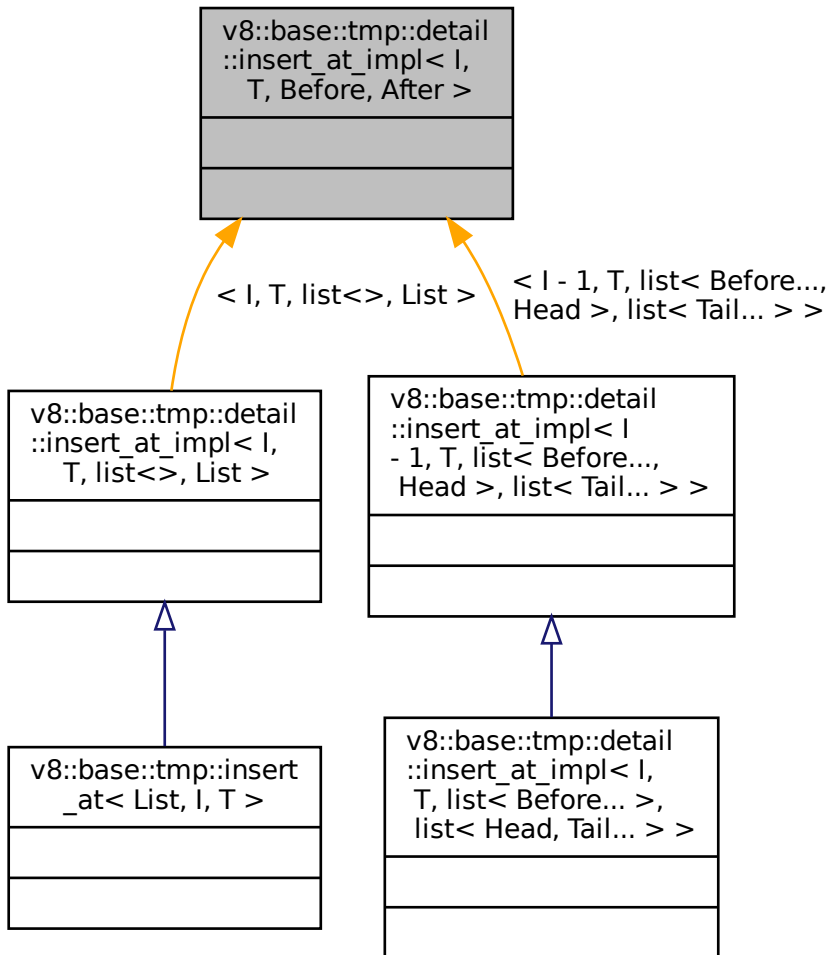 v8::base::tmp::detail
::insert_at_impl< I,
T, Before, After >
< I, T, list<>, List >
< I - 1, T, list< Before...,
Head >, list< Tail... > >
v8::base::tmp::detail
::insert_at_impl< I,
T, list<>, List >
v8::base::tmp::detail
::insert_at_impl< I
- 1, T, list< Before...,
Head >, list< Tail... > >
v8::base::tmp::insert
_at< List, I, T >
v8::base::tmp::detail
::insert_at_impl< I,
T, list< Before... >,
list< Head, Tail... > >